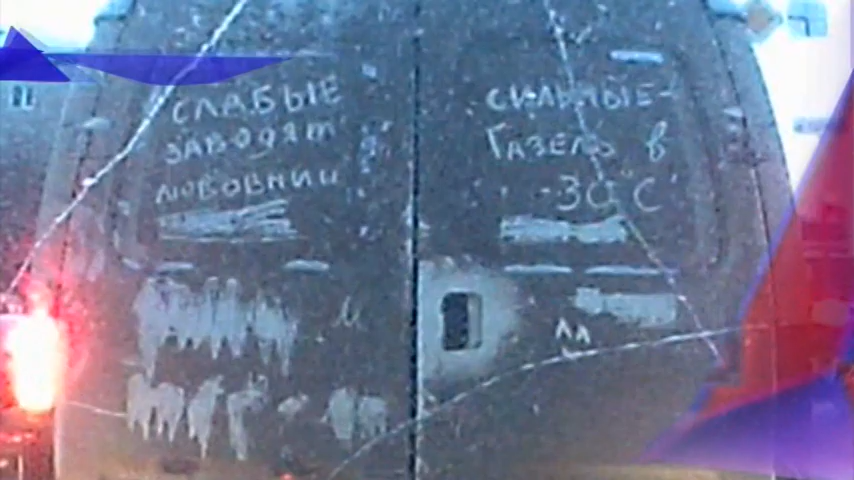 СЛАБЫЕ
ЗАВОДЯТ
ЛЮБОВНИЦ
СИЛЬНЫЕ-
ГАЗЕЛЬ В
-30°С